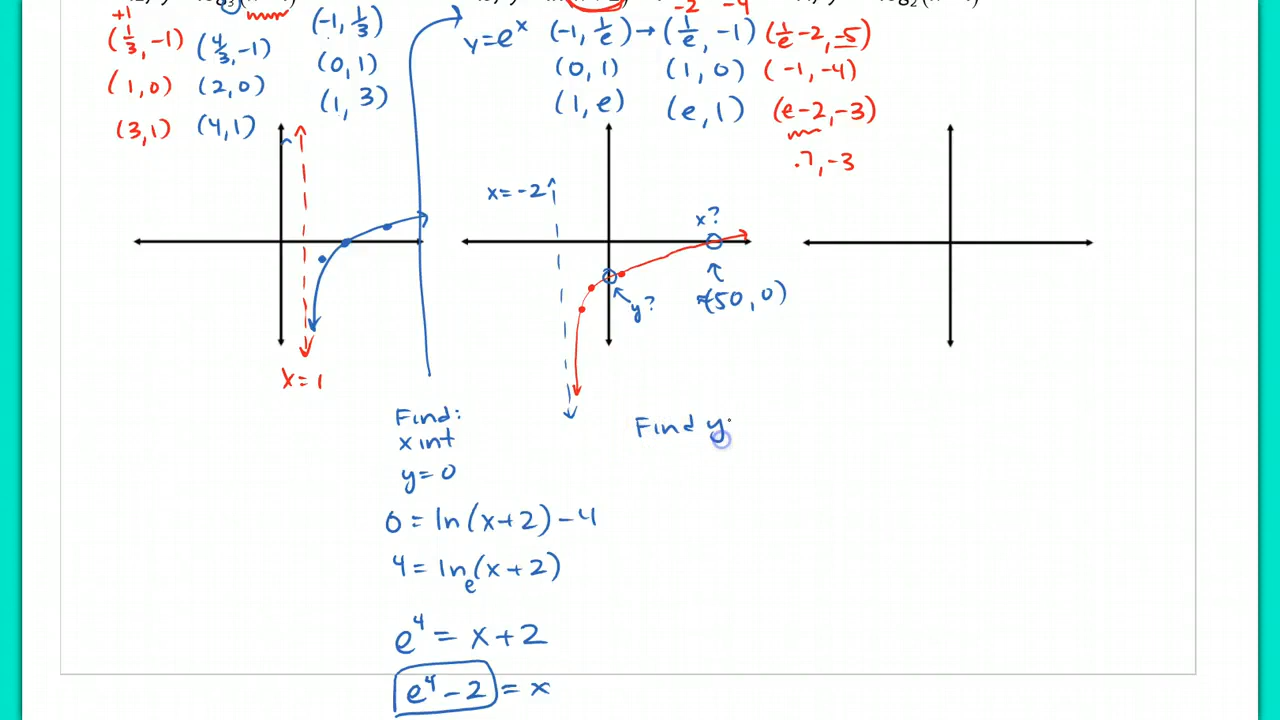 +1
-2 -4
(1/3, -1) (4/3, -1) (-1, 1/3)
(1, 0) (2, 0) (0, 1)
(3, 1) (4, 1) (1, 3)
y=e^x (-1, 1/e) → (1/e, -1) (1/e -2, -5)
(0, 1) (1, 0) (-1, -4)
(1, e) (e, 1) (e-2, -3)
.7, -3
x = 1
x = -2
x?
y?
≈(50, 0)
Find:
x int
y = 0
0 = ln(x+2) - 4
4 = ln_e(x+2)
e^4 = x+2
e^4 - 2 = x
Find y